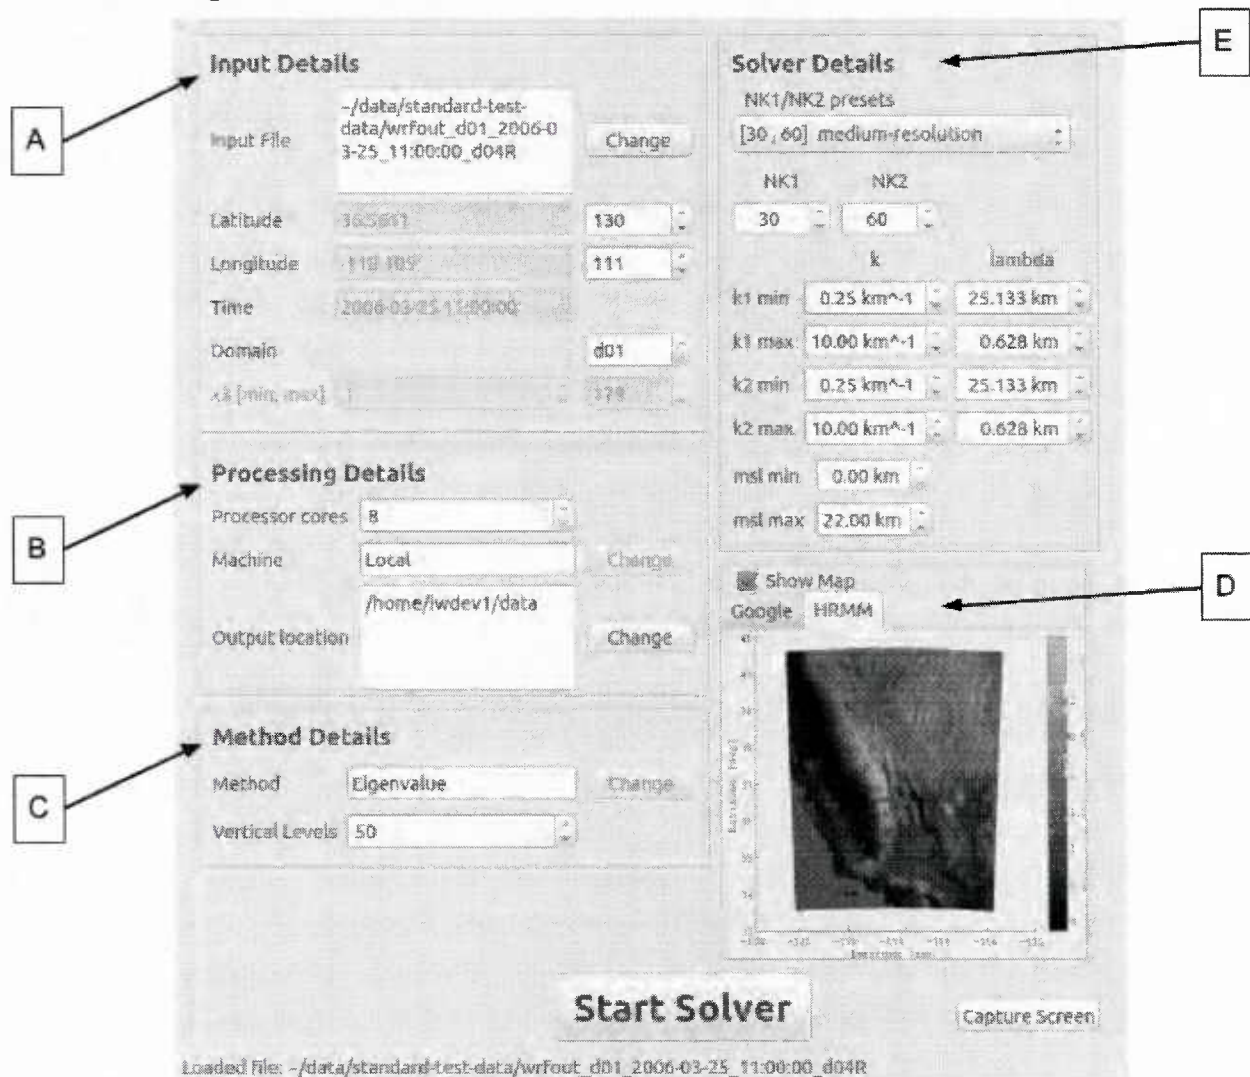 A
B
C
D
E
Input Details
Input File
~/data/standard-test-
data/wrfout_d01_2006-0
3-25_11:00:00_d04R
Change
Latitude
130
Longitude
111
Time
2006-03-25 11:00:00
Domain
d01
[min, max]
Processing Details
Processor cores 8
Machine Local Change
/home/lwdev1/data
Output location Change
Method Details
Method Eigenvalue Change
Vertical Levels 50
Solver Details
NK1/NK2 presets
[30 , 60] medium-resolution
NK1 NK2
30 60
k lambda
k1 min 0.25 km^-1 25.133 km
k1 max 10.00 km^-1 0.628 km
k2 min 0.25 km^-1 25.133 km
k2 max 10.00 km^-1 0.628 km
msl min 0.00 km
msl max 22.00 km
Show Map
Google HRMM
Start Solver
Capture Screen
Loaded file: ~/data/standard-test-data/wrfout_d01_2006-03-25_11:00:00_d04R